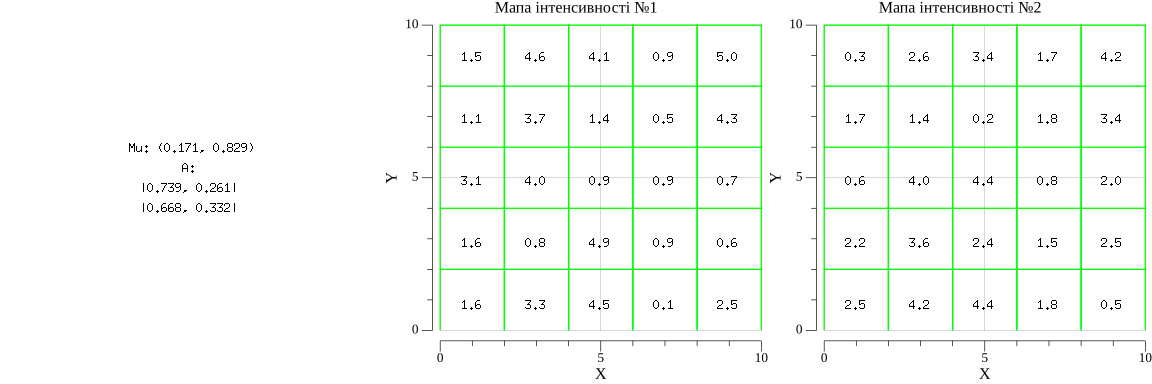 Мапа інтенсивності №1
Мапа інтенсивності №2
Mu: (0.171, 0.829)
A:
|0.739, 0.261|
|0.668, 0.332|
10
1.5 4.6 4.1 0.9 5.0
1.1 3.7 1.4 0.5 4.3
Y 5
3.1 4.0 0.9 0.9 0.7
1.6 0.8 4.9 0.9 0.6
1.6 3.3 4.5 0.1 2.5
0
0 5 10
X
10
0.3 2.6 3.4 1.7 4.2
1.7 1.4 0.2 1.8 3.4
Y 5
0.6 4.0 4.4 0.8 2.0
2.2 3.6 2.4 1.5 2.5
2.5 4.2 4.4 1.8 0.5
0
0 5 10
X